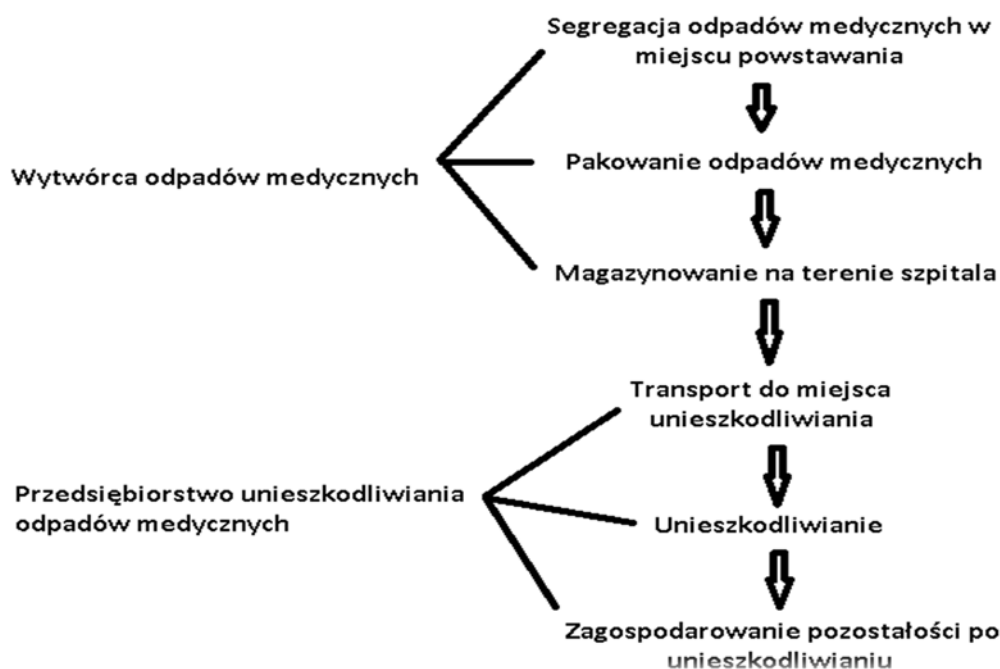 Segregacja odpadów medycznych w
miejscu powstawania
Pakowanie odpadów medycznych
Wytwórca odpadów medycznych
Magazynowanie na terenie szpitala
Transport do miejsca
unieszkodliwiania
Przedsiębiorstwo unieszkodliwiania
odpadów medycznych
Unieszkodliwianie
Zagospodarowanie pozostałości po
unieszkodliwianiu